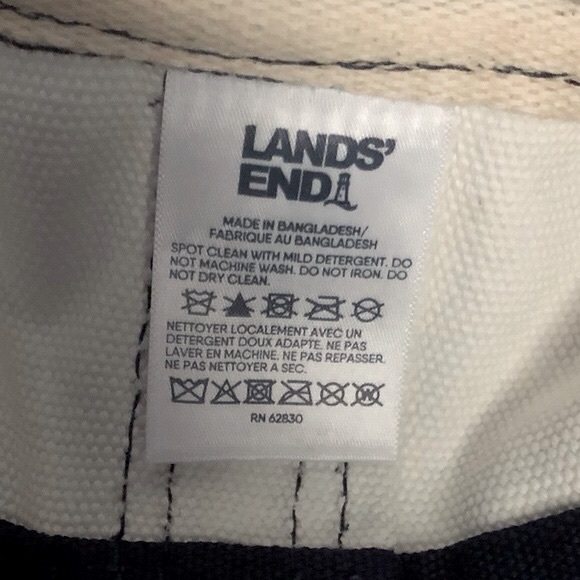 LANDS'
END
MADE IN BANGLADESH/
FABRIQUE AU BANGLADESH
SPOT CLEAN WITH MILD DETERGENT. DO
NOT MACHINE WASH. DO NOT IRON. DO
NOT DRY CLEAN.
NETTOYER LOCALEMENT AVEC UN
DETERGENT DOUX ADAPTE. NE PAS
LAVER EN MACHINE. NE PAS REPASSER.
NE PAS NETTOYER A SEC.
W
RN 62830